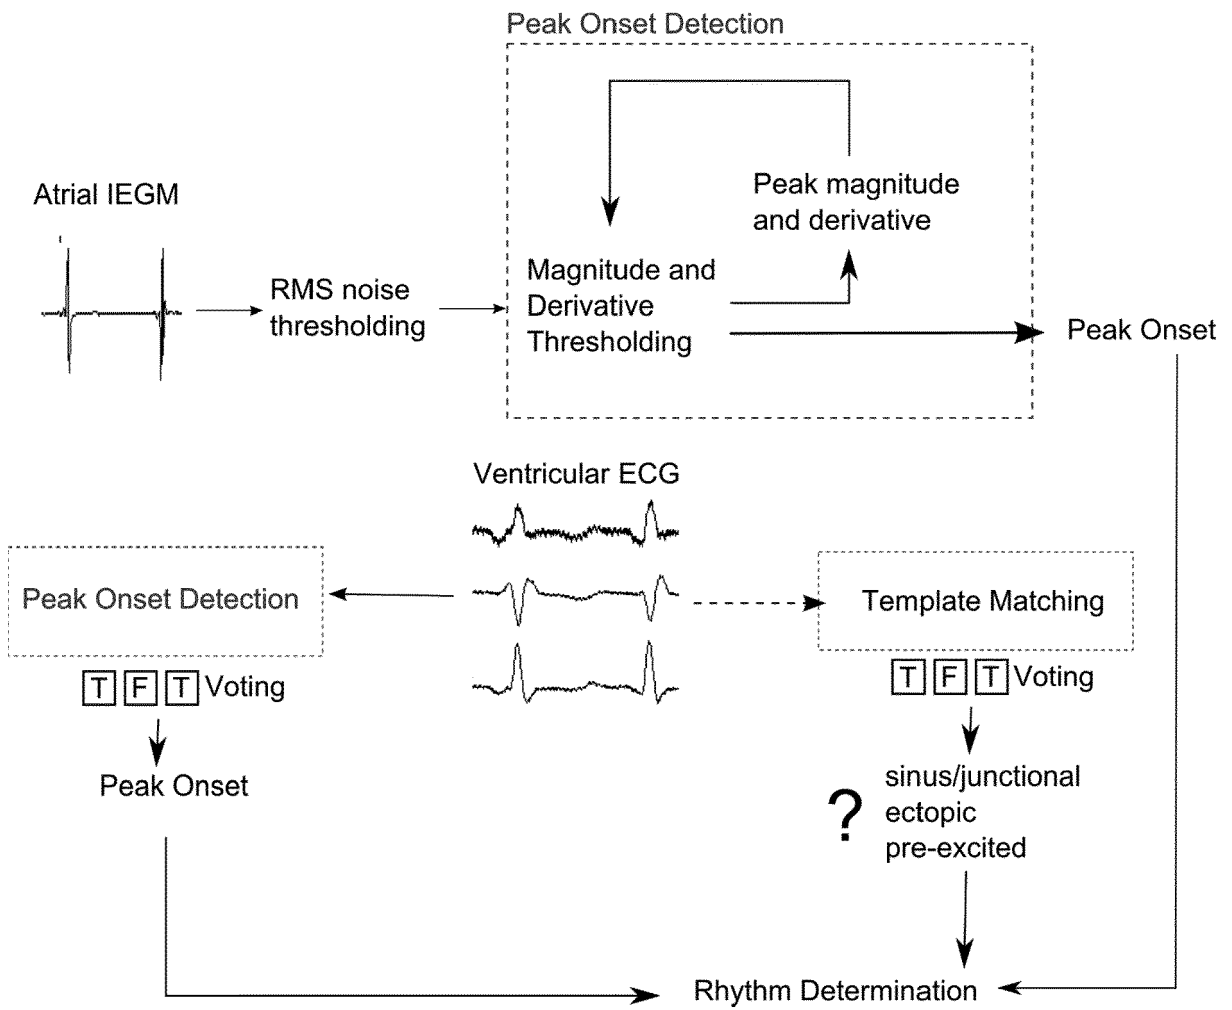 Peak Onset Detection
Atrial IEGM
Peak magnitude
and derivative
Magnitude and
Derivative
Thresholding
RMS noise
thresholding
Peak Onset
Ventricular ECG
Peak Onset Detection
Template Matching
T F T Voting
T F T Voting
Peak Onset
sinus/junctional
?
ectopic
pre-excited
Rhythm Determination